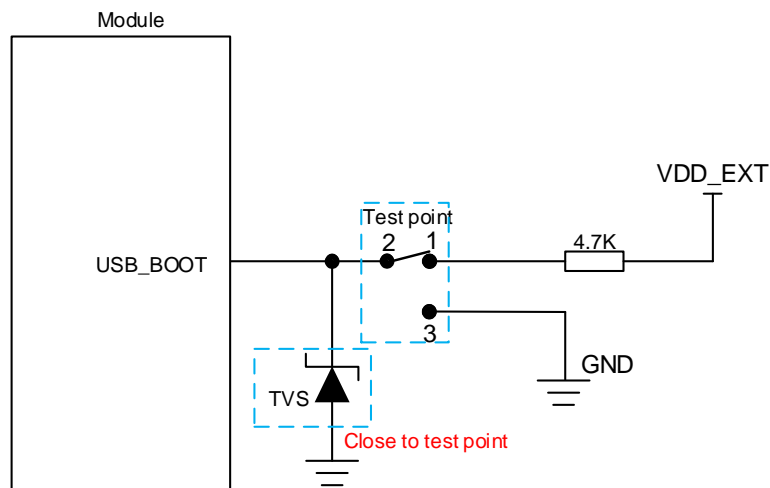 Module
VDD_EXT
Test point
2 1
4.7K
USB_BOOT
3
GND
TVS
Close to test point